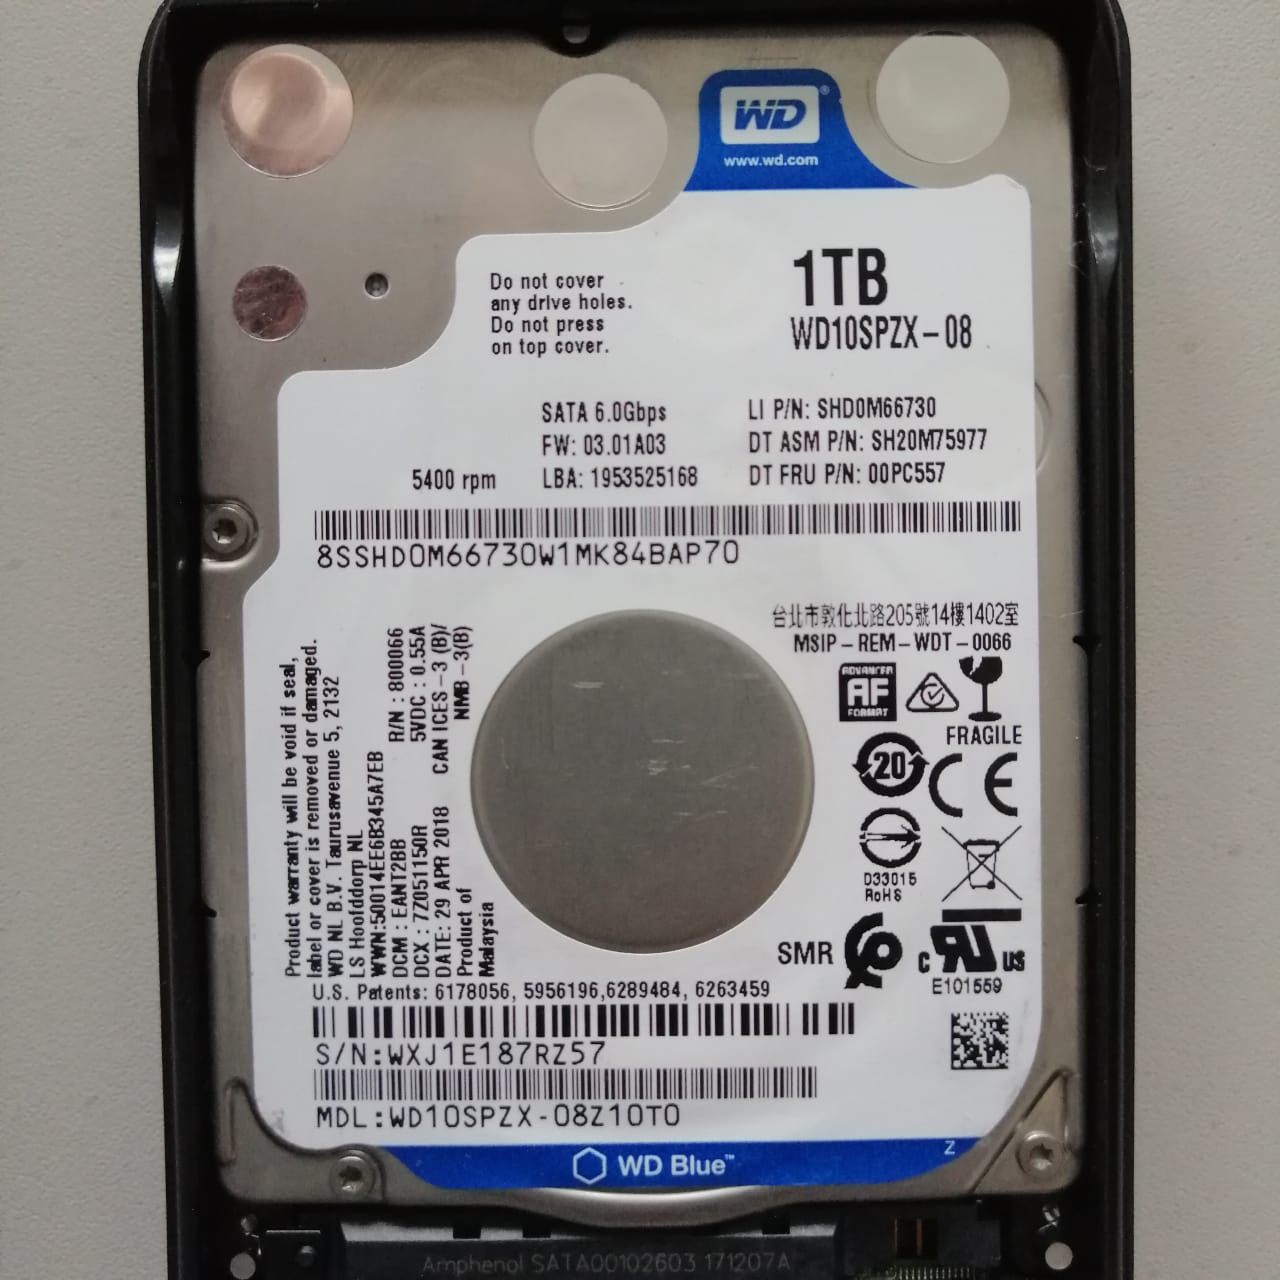 WD®
www.wd.com
Do not cover
any drive holes.
Do not press
on top cover.
1TB
WD10SPZX-08
SATA 6.0Gbps
FW: 03.01A03
5400 rpm
LBA: 1953525168
LI P/N: SHD0M66730
DT ASM P/N: SH20M75977
DT FRU P/N: 00PC557
8SSHD0M66730W1MK84BAP70
台北市敦化北路205號14樓1402室
MSIP-REM-WDT-0066
ADVANCED
AF
FORMAT
FRAGILE
20
CE
D33015
RoHS
SMR
c RU US
E101559
Product warranty will be void if seal,
label or cover is removed or damaged.
WD NL B.V. Taurusavenue 5, 2132
LS Hoofddorp NL
WWN:50014EE6B345A7EB
DCM : EANT2BB R/N : 800066
DCX : 7Z051150R 5VDC : 0.55A
DATE: 29 APR 2018 CAN ICES-3 (B)/
Product of NMB-3(B)
Malaysia
U.S. Patents: 6178056, 5956196,6289484, 6263459
S/N:WXJ1E187RZ57
MDL:WD10SPZX-08Z10T0
WD Blue™
Z
Amphenol SATA00102603 171207A